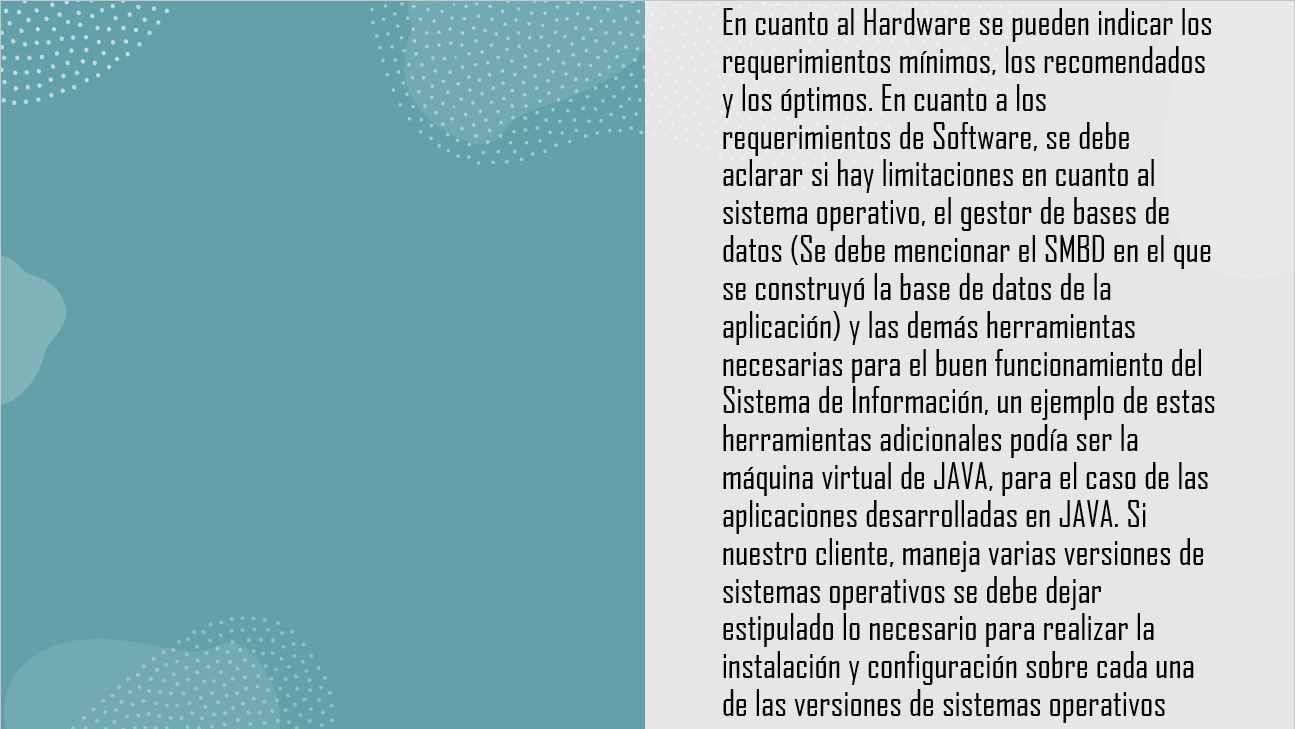 En cuanto al Hardware se pueden indicar los
requerimientos mínimos, los recomendados
y los óptimos. En cuanto a los
requerimientos de Software, se debe
aclarar si hay limitaciones en cuanto al
sistema operativo, el gestor de bases de
datos (Se debe mencionar el SMBD en el que
se construyó la base de datos de la
aplicación) y las demás herramientas
necesarias para el buen funcionamiento del
Sistema de Información, un ejemplo de estas
herramientas adicionales podía ser la
máquina virtual de JAVA, para el caso de las
aplicaciones desarrolladas en JAVA. Si
nuestro cliente, maneja varias versiones de
sistemas operativos se debe dejar
estipulado lo necesario para realizar la
instalación y configuración sobre cada una
de las versiones de sistemas operativos